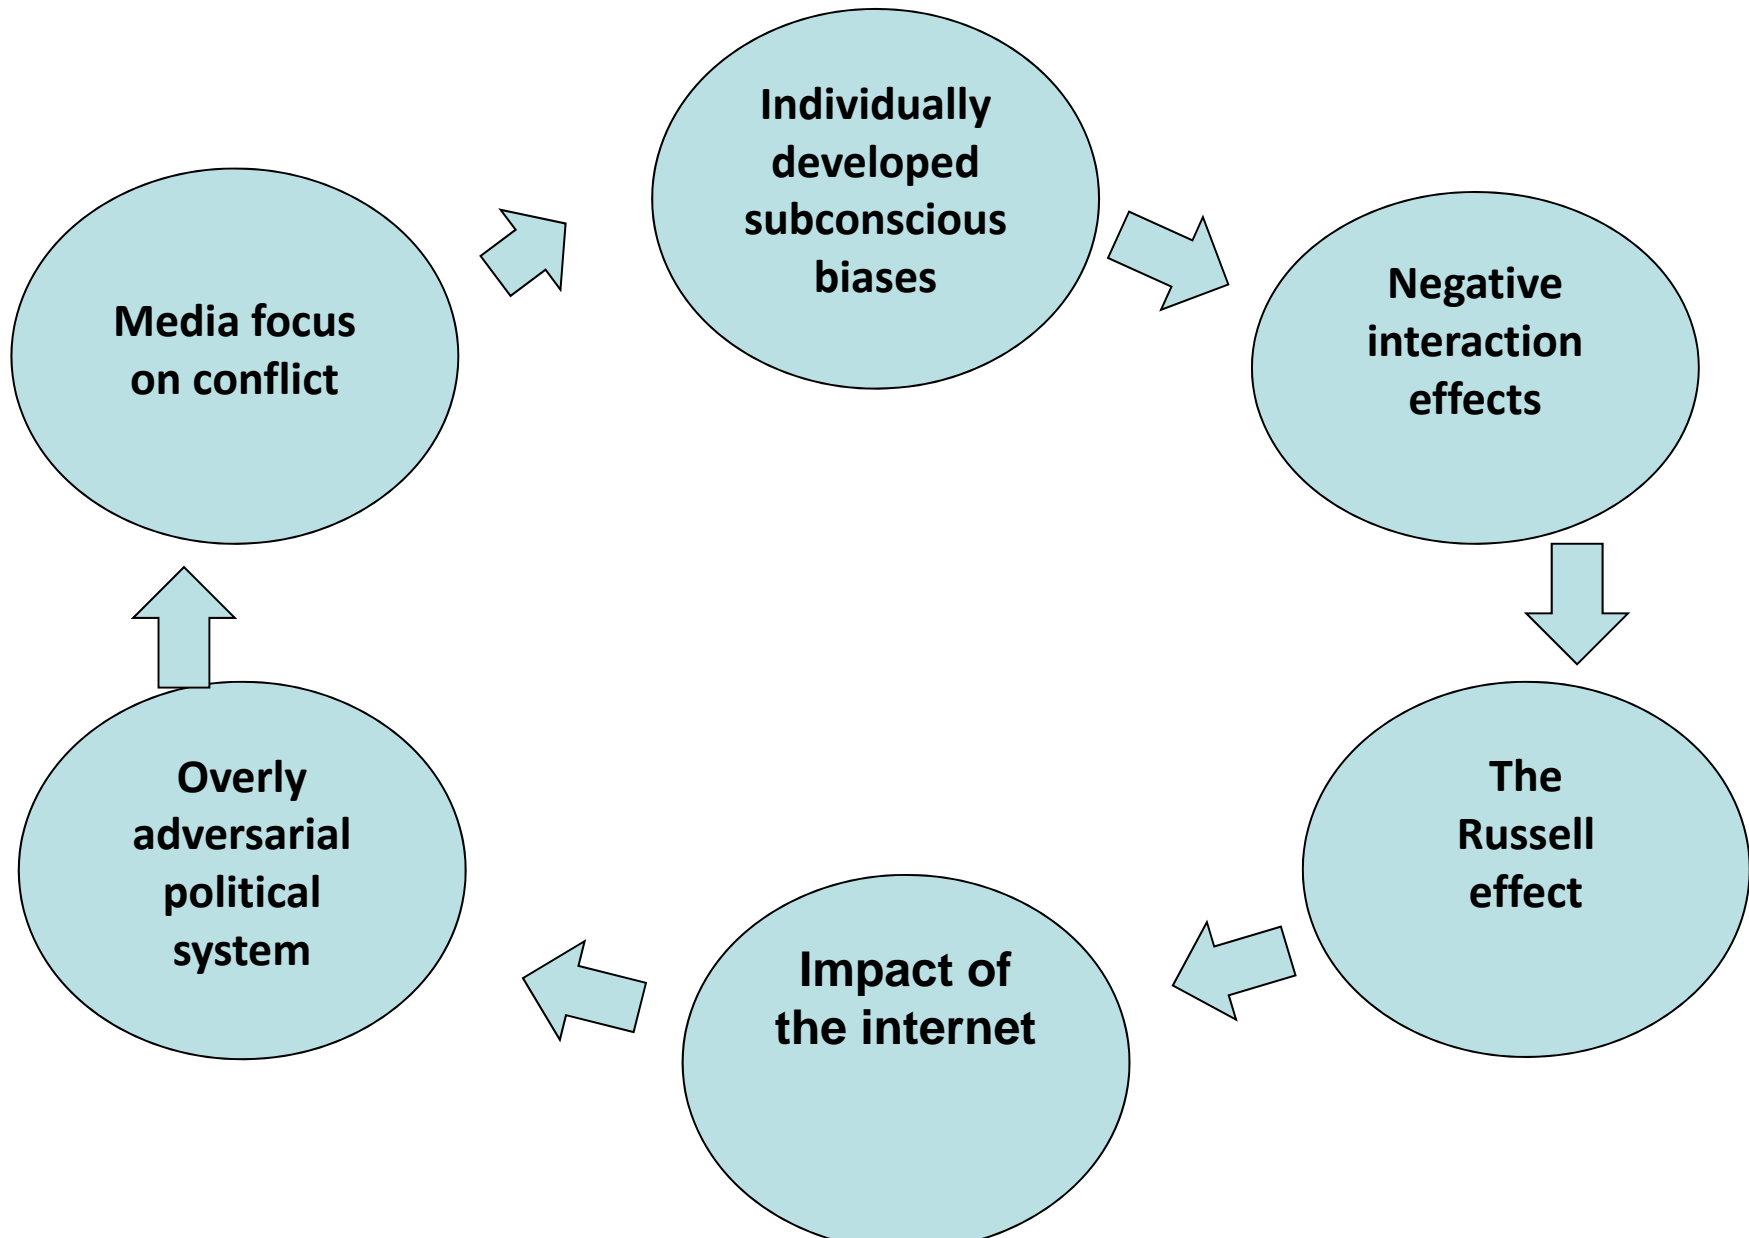 Individually
developed
subconscious
biases
Negative
interaction
effects
The
Russell
effect
Impact of
the internet
Overly
adversarial
political
system
Media focus
on conflict